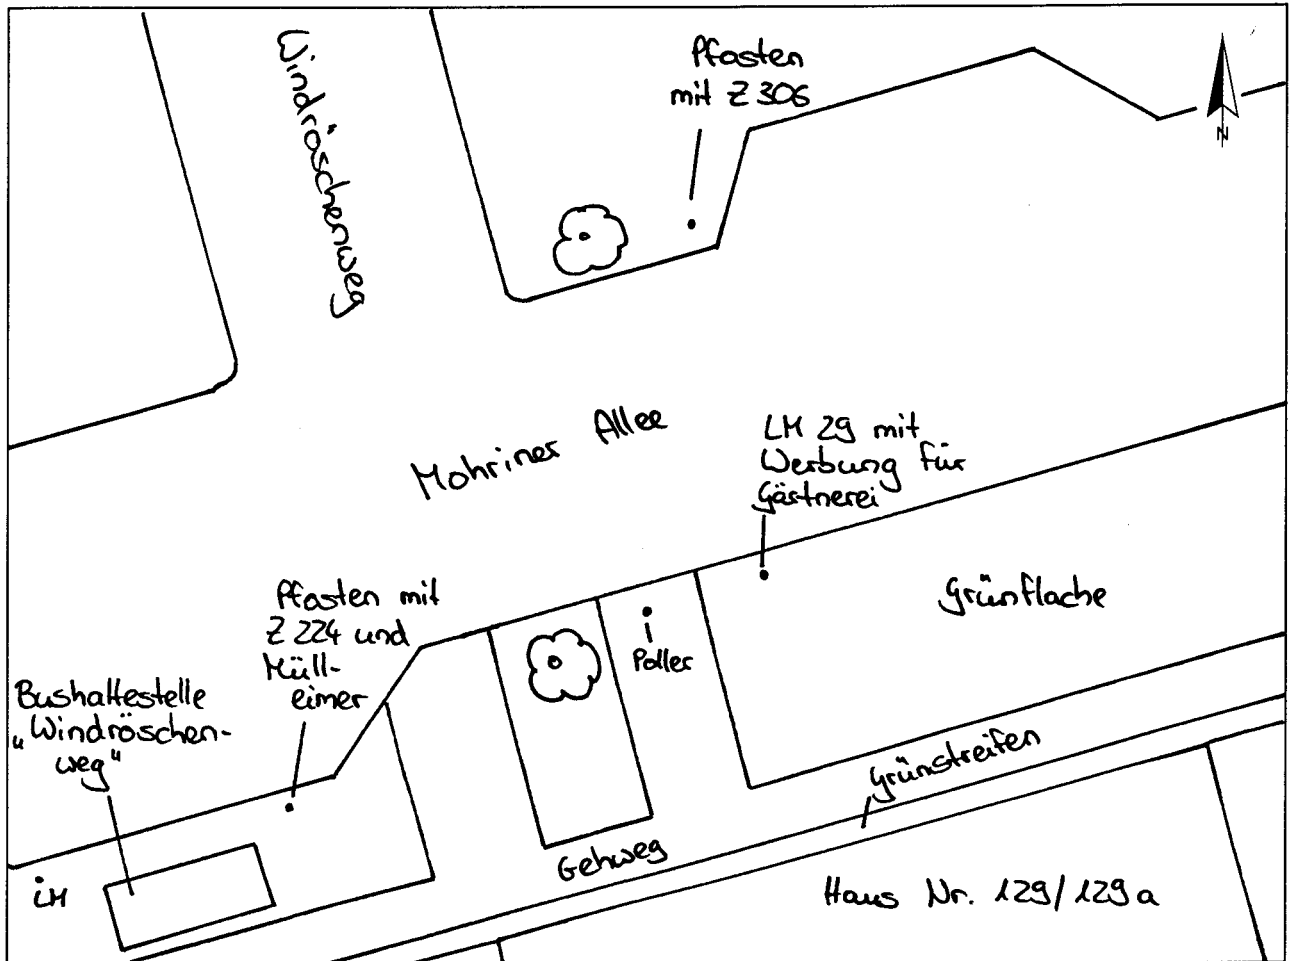 Windröschenweg
Pfosten
mit Z 306
N
Mohriner Allee
LM 29 mit
Werbung für
Gärtnerei
Pfosten mit
Z 224 und
Müll-
eimer
Poller
Grünflache
Bushaltestelle
„Windröschen-
weg"
Grünstreifen
Gehweg
LM
Haus Nr. 129/129a